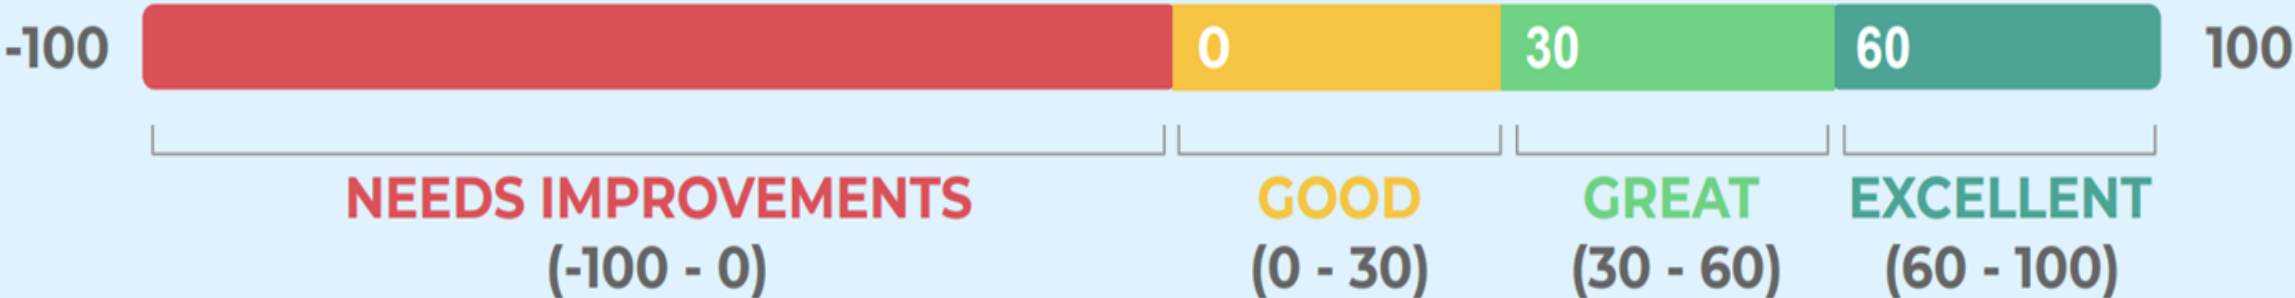 -100 0 30 60 100
NEEDS IMPROVEMENTS GOOD GREAT EXCELLENT
(-100 - 0) (0 - 30) (30 - 60) (60 - 100)